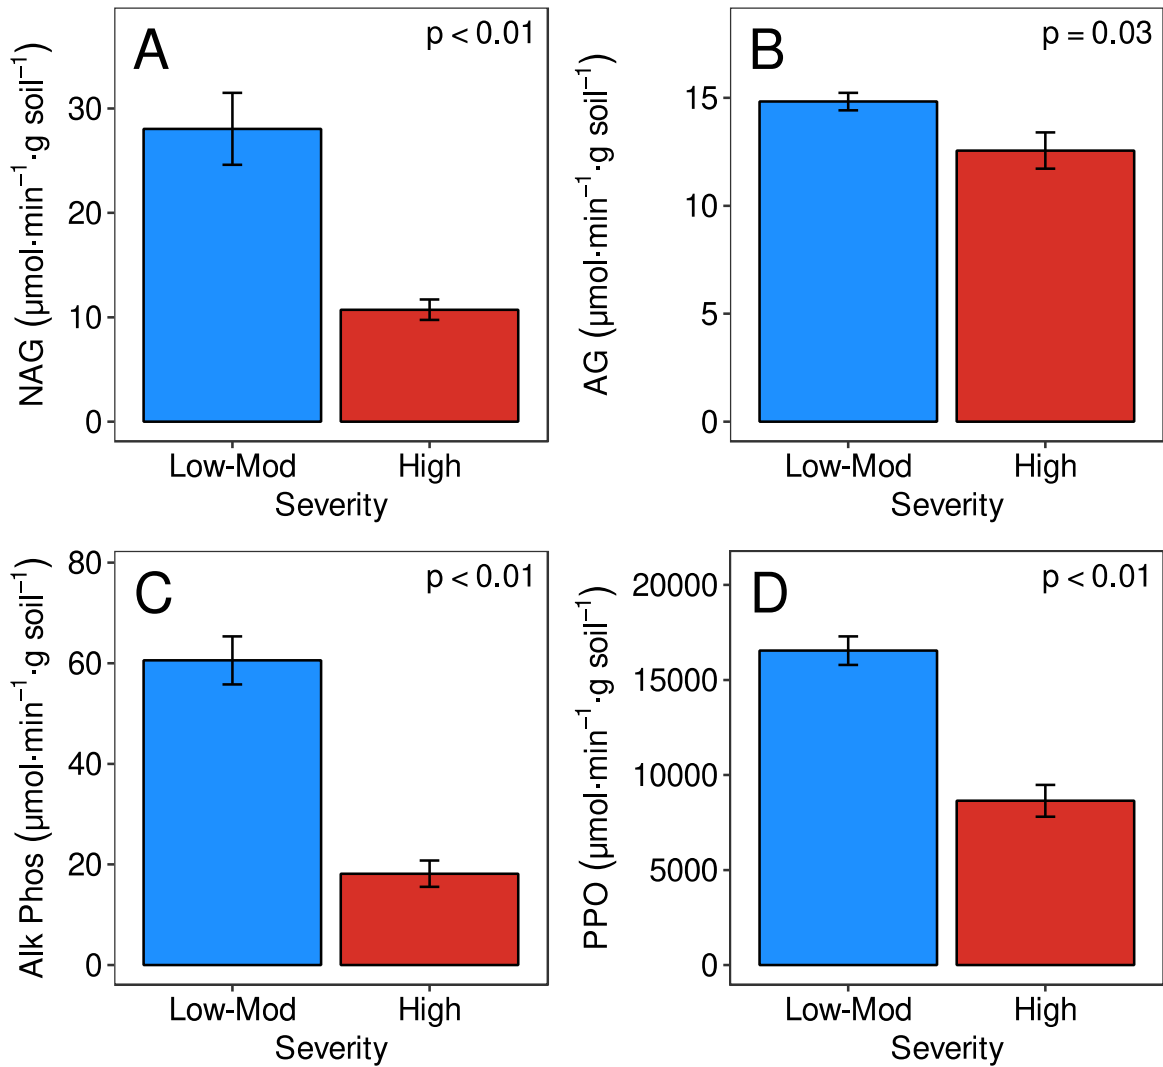 A
p < 0.01
NAG (µmol·min⁻¹·g soil⁻¹)
30
20
10
0
Low-Mod
High
Severity
B
p = 0.03
AG (µmol·min⁻¹·g soil⁻¹)
15
10
5
0
Low-Mod
High
Severity
C
p < 0.01
Alk Phos (µmol·min⁻¹·g soil⁻¹)
80
60
40
20
0
Low-Mod
High
Severity
D
p < 0.01
PPO (µmol·min⁻¹·g soil⁻¹)
20000
15000
10000
5000
0
Low-Mod
High
Severity